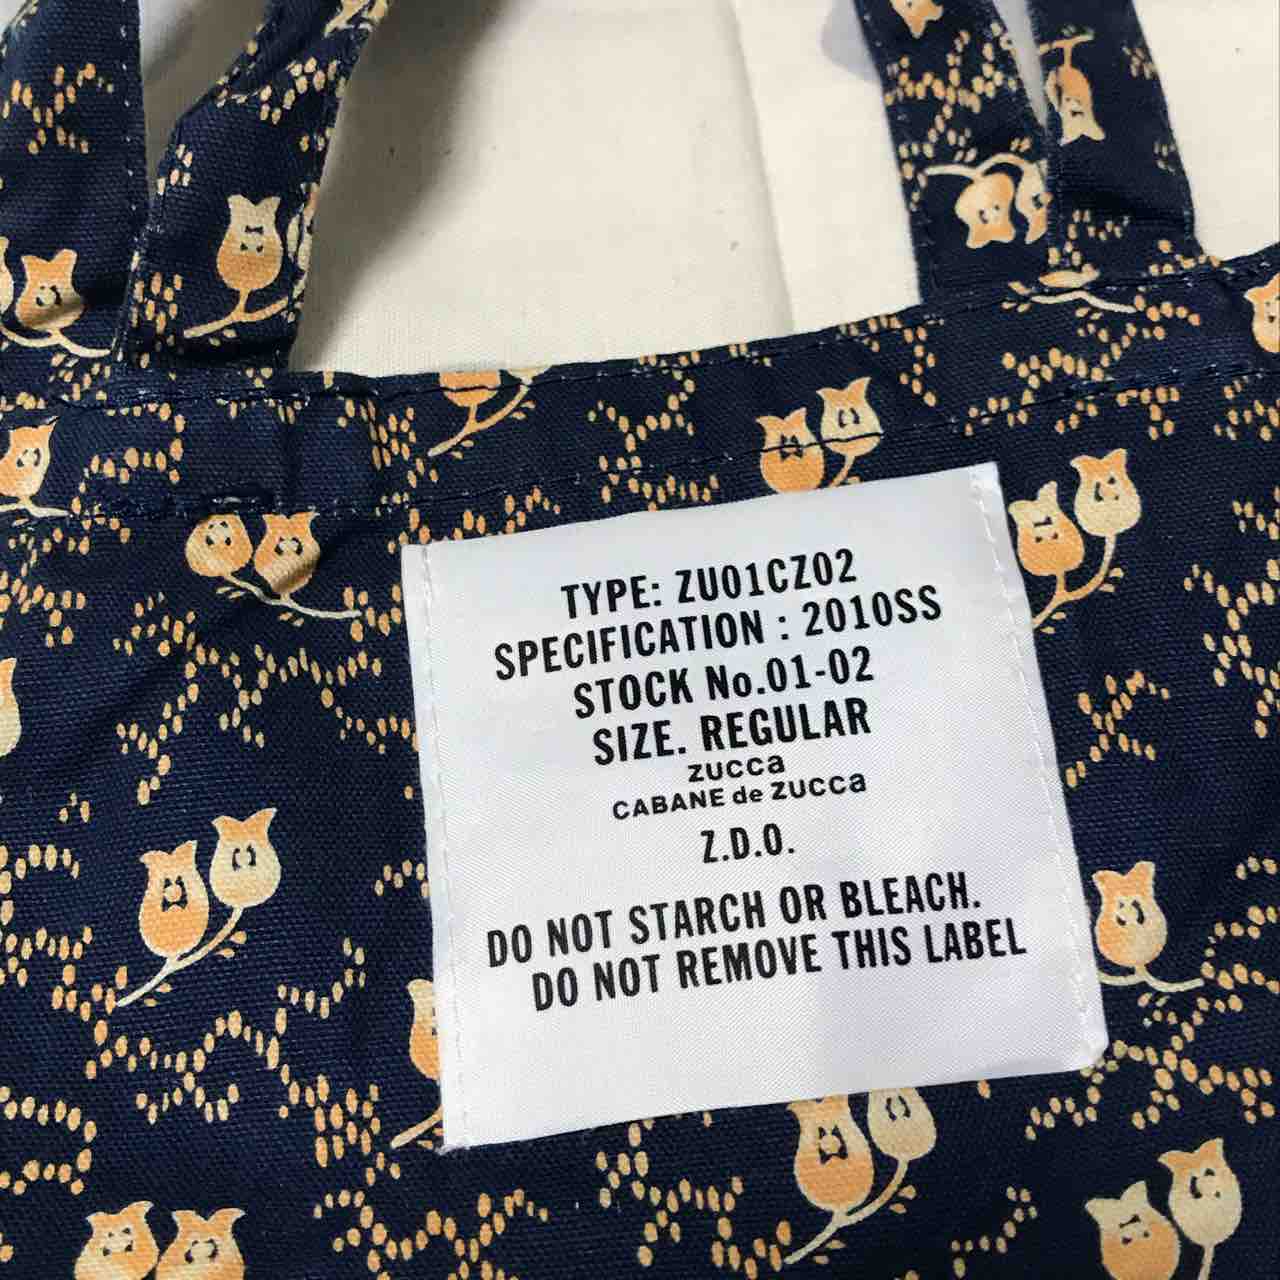 TYPE: ZU01CZ02
SPECIFICATION : 2010SS
STOCK No.01-02
SIZE. REGULAR
zucca
CABANE de zucca
Z.D.O.
DO NOT STARCH OR BLEACH.
DO NOT REMOVE THIS LABEL